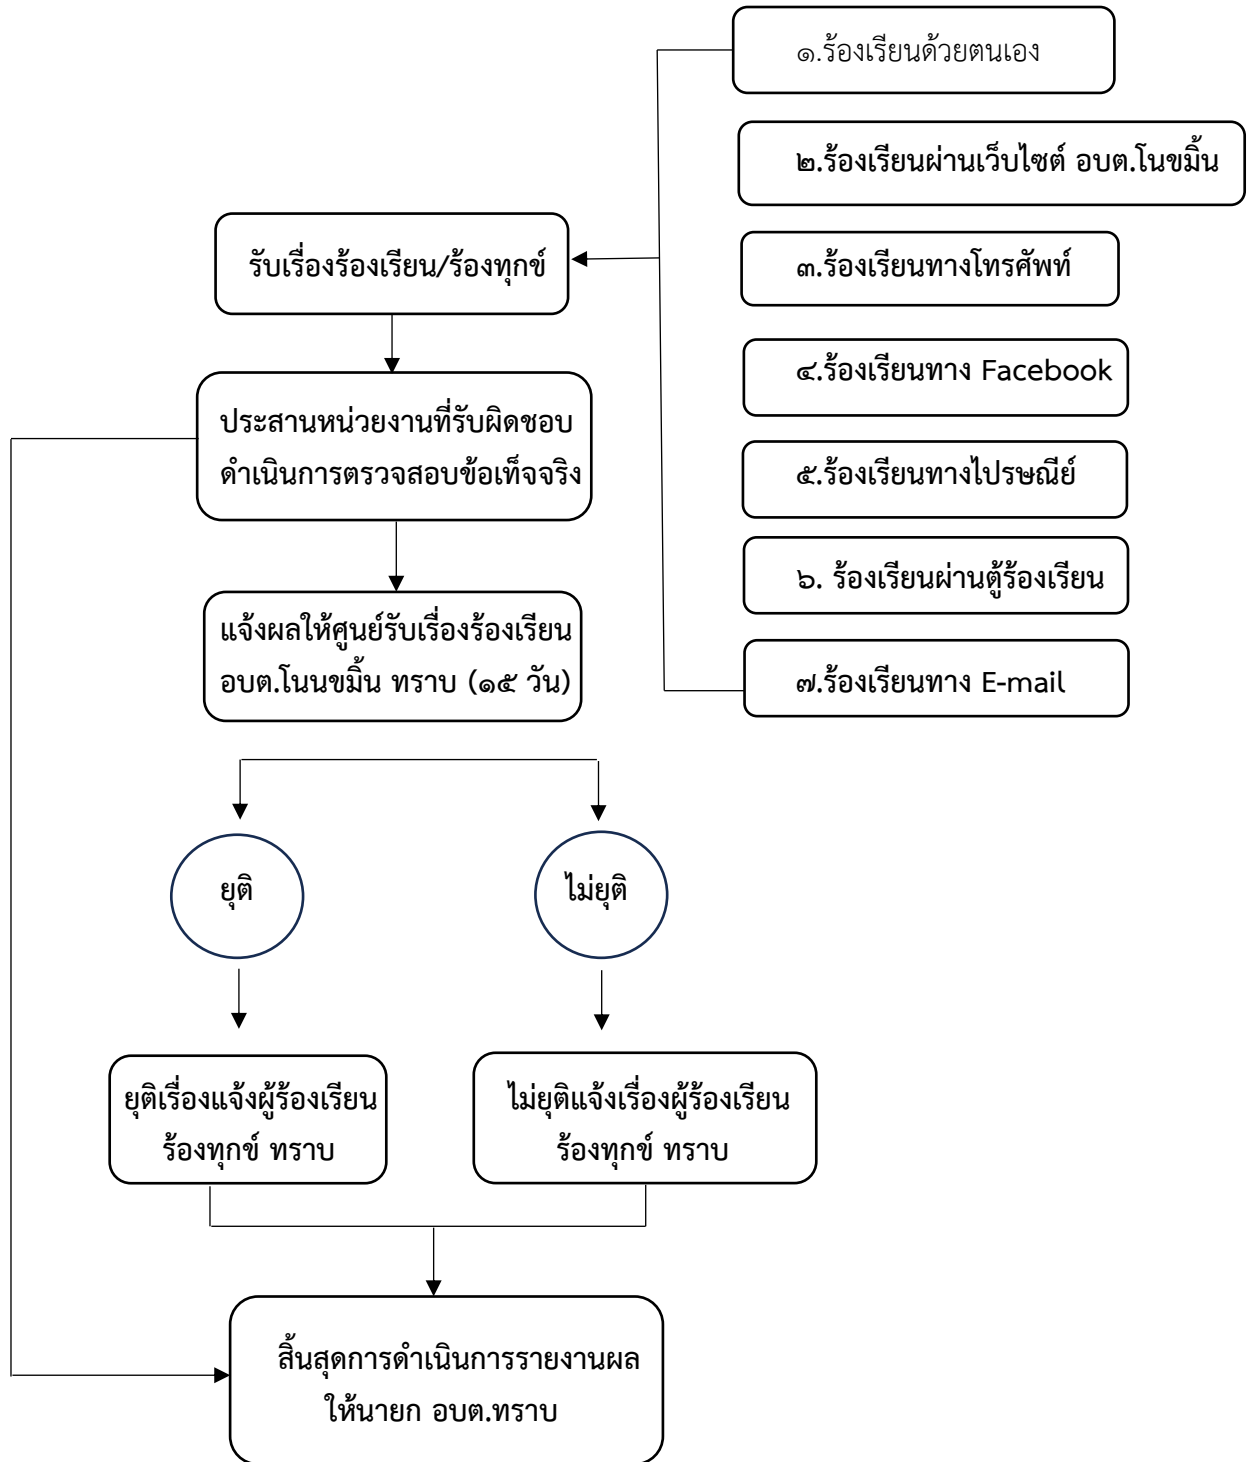 ๑.ร้องเรียนด้วยตนเอง
๒.ร้องเรียนผ่านเว็บไซต์ อบต.โนขมิ้น
รับเรื่องร้องเรียน/ร้องทุกข์
๓.ร้องเรียนทางโทรศัพท์
๔.ร้องเรียนทาง Facebook
ประสานหน่วยงานที่รับผิดชอบ
ดำเนินการตรวจสอบข้อเท็จจริง
๕.ร้องเรียนทางไปรษณีย์
๖. ร้องเรียนผ่านตู้ร้องเรียน
แจ้งผลให้ศูนย์รับเรื่องร้องเรียน
อบต.โนนขมิ้น ทราบ (๑๕ วัน)
๗.ร้องเรียนทาง E-mail
ยุติ
ไม่ยุติ
ยุติเรื่องแจ้งผู้ร้องเรียน
ร้องทุกข์ ทราบ
ไม่ยุติแจ้งเรื่องผู้ร้องเรียน
ร้องทุกข์ ทราบ
สิ้นสุดการดำเนินการรายงานผล
ให้นายก อบต.ทราบ